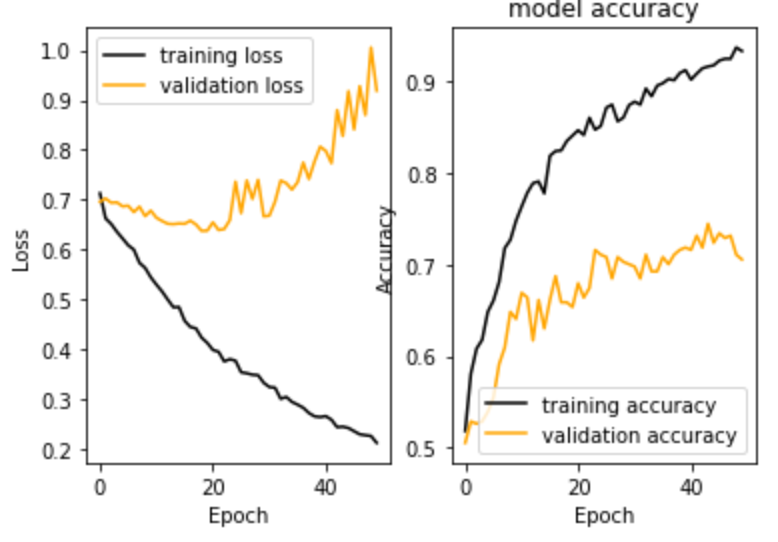 model accuracy
training loss
validation loss
1.0
0.9
0.8
0.7
0.6
0.5
0.4
0.3
0.2
Loss
0
20
40
Epoch
0.9
0.8
0.7
0.6
0.5
Accuracy
training accuracy
validation accuracy
0
20
40
Epoch